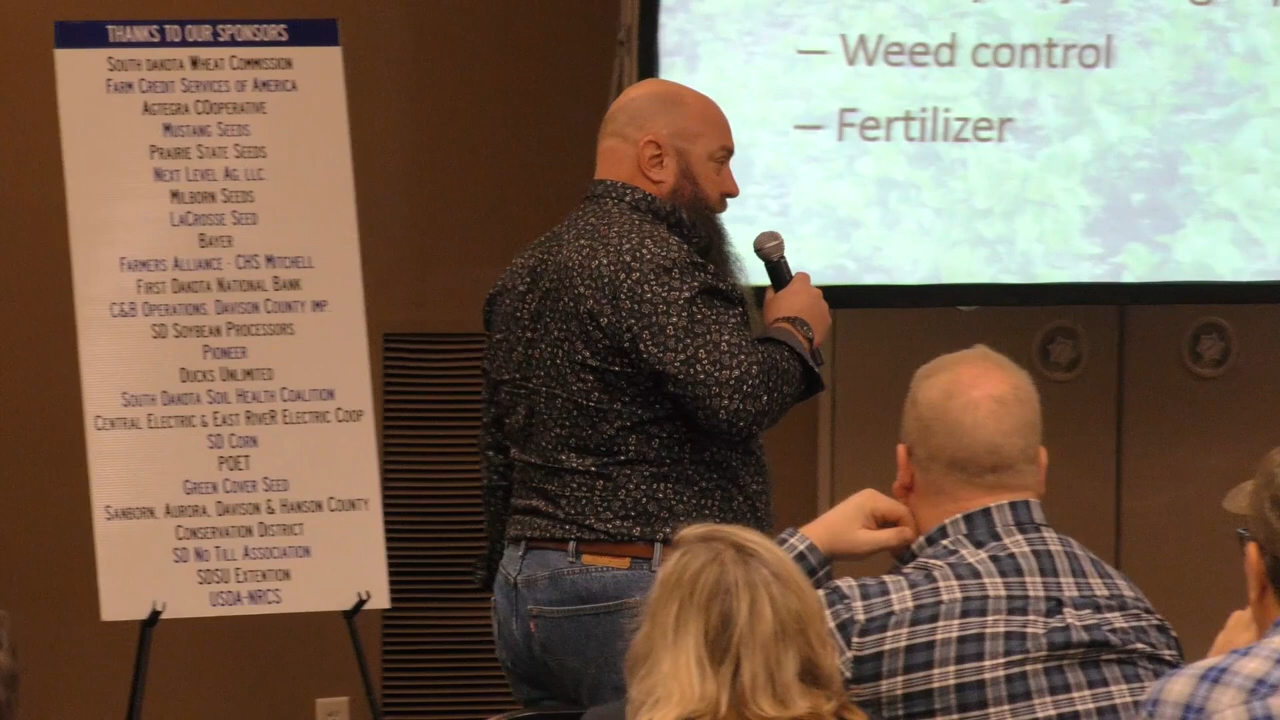 THANKS TO OUR SPONSORS
SOUTH DAKOTA WHEAT COMMISSION
FARM CREDIT SERVICES OF AMERICA
AGTEGRA COOPERATIVE
MUSTANG SEEDS
PRAIRIE STATE SEEDS
NEXT LEVEL AG, LLC.
MILBORN SEEDS
LACROSSE SEED
BAYER
FARMERS ALLIANCE - CHS MITCHELL
FIRST DAKOTA NATIONAL BANK
C&B OPERATIONS, DAVISON COUNTY IMP.
SD SOYBEAN PROCESSORS
PIONEER
DUCKS UNLIMITED
SOUTH DAKOTA SOIL HEALTH COALITION
CENTRAL ELECTRIC & EAST RIVER ELECTRIC COOP
SD CORN
POET
GREEN COVER SEED
SANBORN, AURORA, DAVISON & HANSON COUNTY
CONSERVATION DISTRICT
SD NO TILL ASSOCIATION
SDSU EXTENTION
USDA-NRCS
– Weed control
– Fertilizer